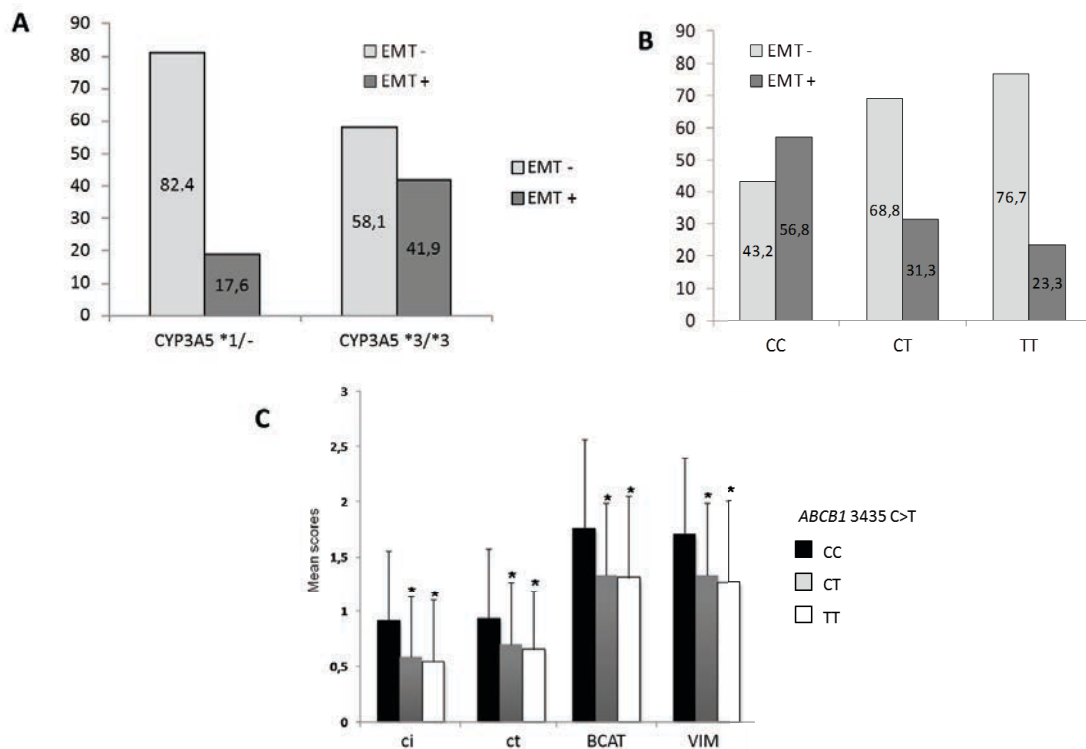 A
90
80
70
60
50
40
30
20
10
0
EMT -
EMT +
82.4
17,6
58,1
41,9
CYP3A5 *1/-
CYP3A5 *3/*3
EMT -
EMT +
B
90
80
70
60
50
40
30
20
10
0
EMT -
EMT +
43,2
56,8
68,8
31,3
76,7
23,3
CC
CT
TT
C
Mean scores
3
2,5
2
1,5
1
0,5
0
* * * * * * * *
ci
ct
BCAT
VIM
ABCB1 3435 C>T
CC
CT
TT